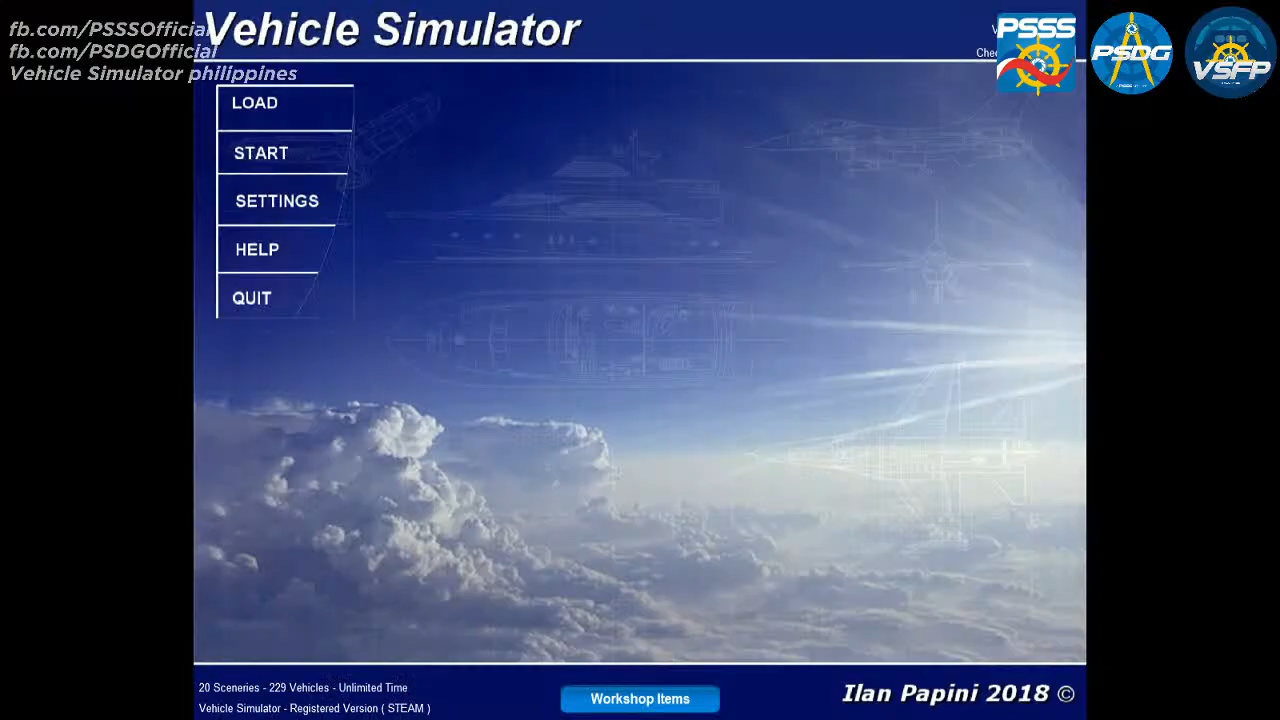 fb.com/PSSSOfficial
fb.com/PSDGOfficial
Vehicle Simulator philippines
Vehicle Simulator
PSSS
PSDG
VSFP
LOAD
START
SETTINGS
HELP
QUIT
20 Sceneries - 229 Vehicles - Unlimited Time
Vehicle Simulator - Registered Version ( STEAM )
Workshop Items
Ilan Papini 2018 ©